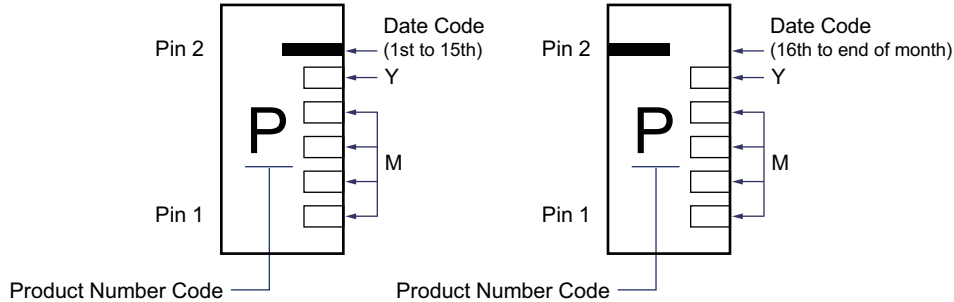 Pin 2
Date Code
(1st to 15th)
Y
P
M
Pin 1
Product Number Code
Pin 2
Date Code
(16th to end of month)
Y
P
M
Pin 1
Product Number Code